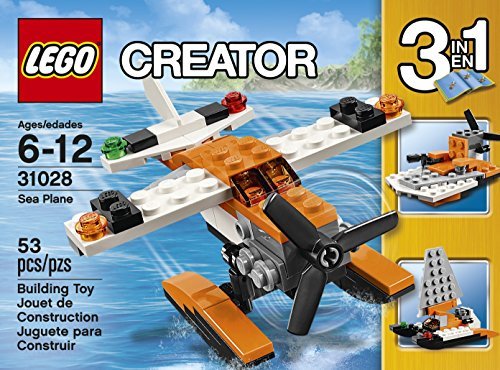 LEGO
CREATOR
3 IN EN 1
Ages/edades
6-12
31028
Sea Plane
53
pcs/pzs
Building Toy
Jouet de
Construction
Juguete para
Construir